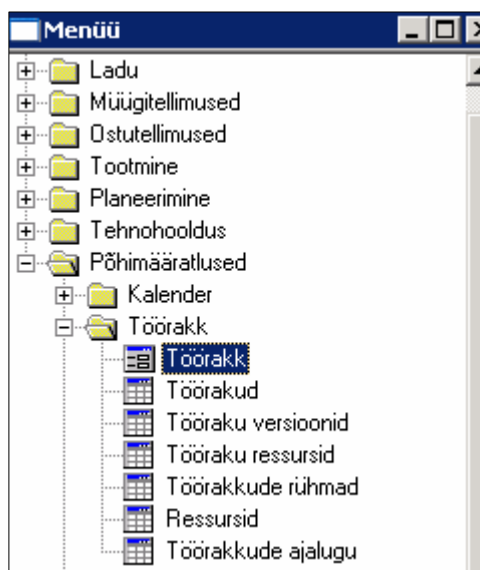 Menüü
Ladu
Müügitellimused
Ostutellimused
Tootmine
Planeerimine
Tehnohooldus
Põhimääratlused
Kalender
Töörakk
Töörakk
Töörakud
Tööraku versioonid
Tööraku ressursid
Töörakkude rühmad
Ressursid
Töörakkude ajalugu